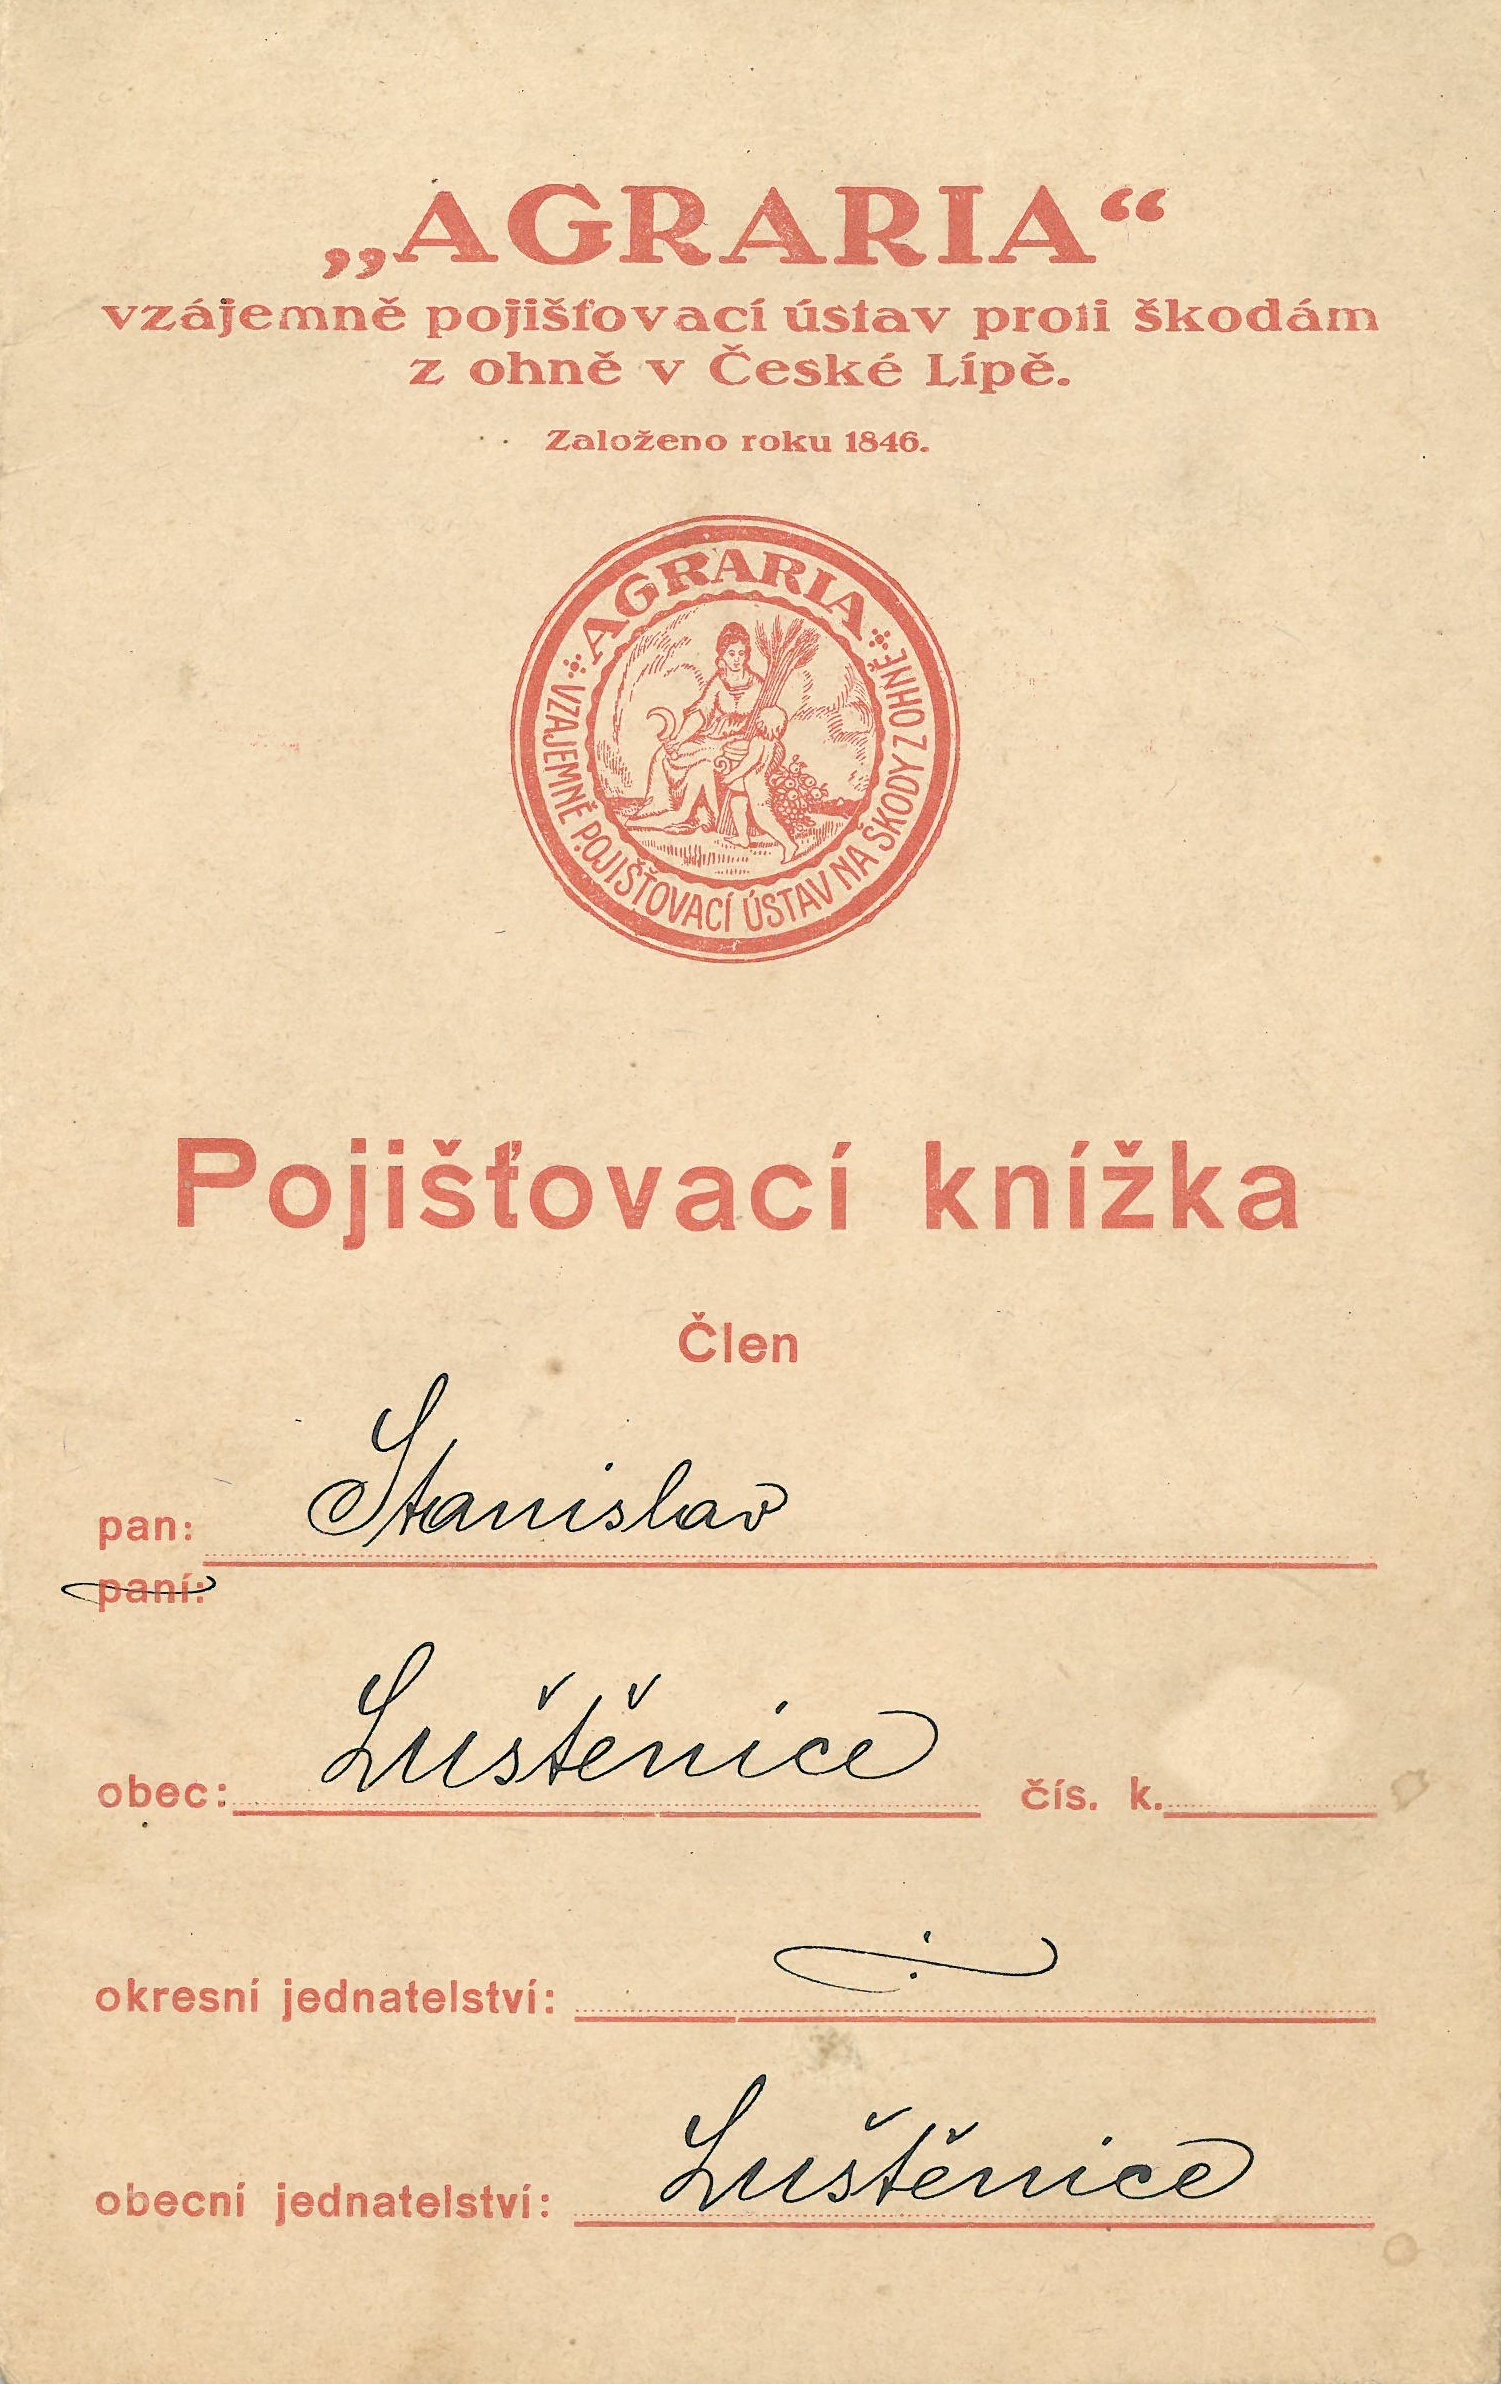 „AGRARIA“
vzájemně pojišťovací ústav proti škodám
z ohně v České Lípě.
Založeno roku 1846.
AGRARIA
VZAJEMNĚ POJIŠŤOVACÍ ÚSTAV NA ŠKODY Z OHNĚ
Pojišťovací knížka
Člen
pan: Stanislav
paní:
obec: Luštěnice čís. k.
okresní jednatelství:
obecní jednatelství: Luštěnice